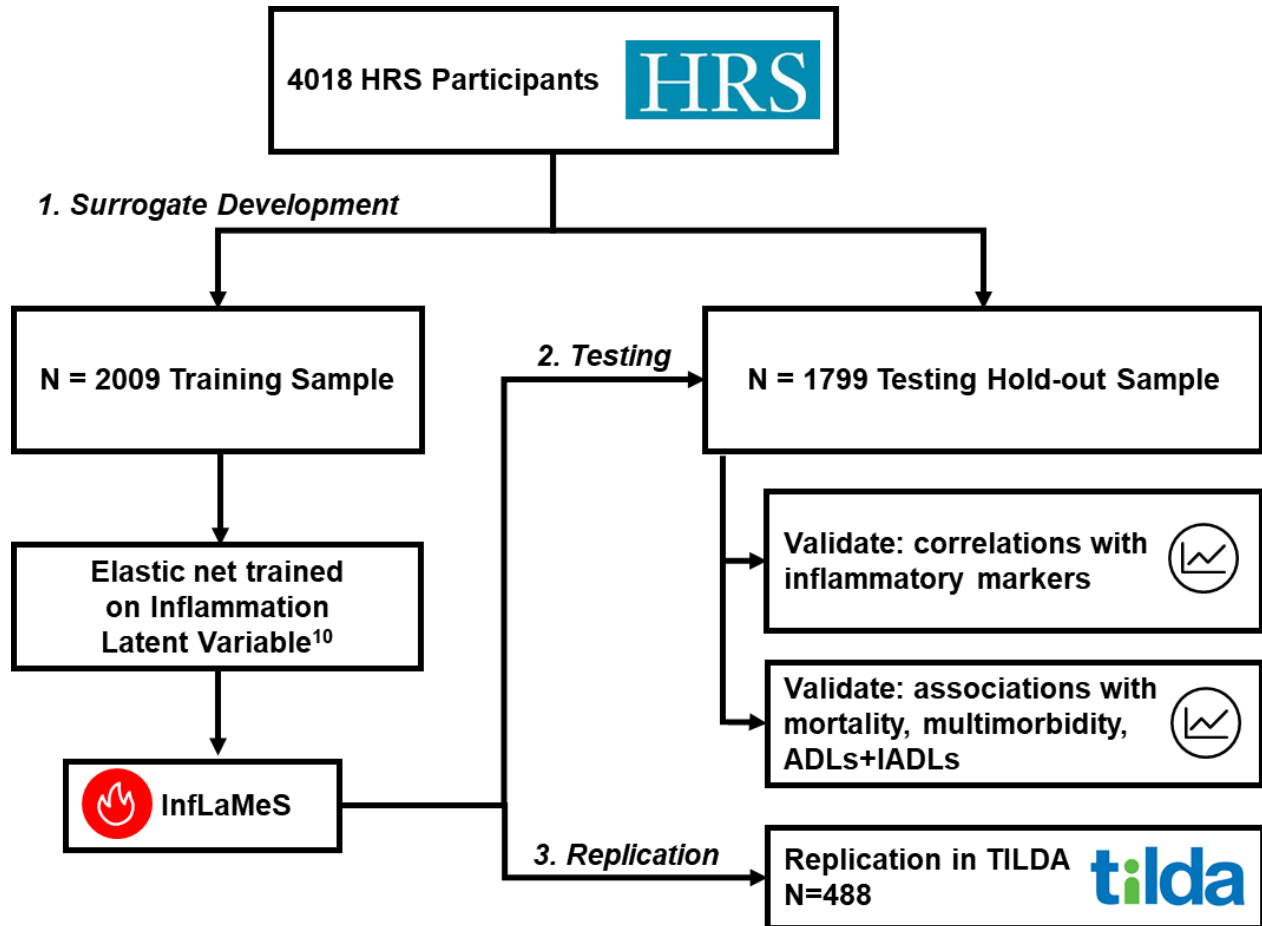 4018 HRS Participants
HRS
1. Surrogate Development
N = 2009 Training Sample
2. Testing
N = 1799 Testing Hold-out Sample
Elastic net trained
on Inflammation
Latent Variable¹⁰
Validate: correlations with
inflammatory markers
Validate: associations with
mortality, multimorbidity,
ADLs+IADLs
InfLaMeS
3. Replication
Replication in TILDA
N=488
tilda